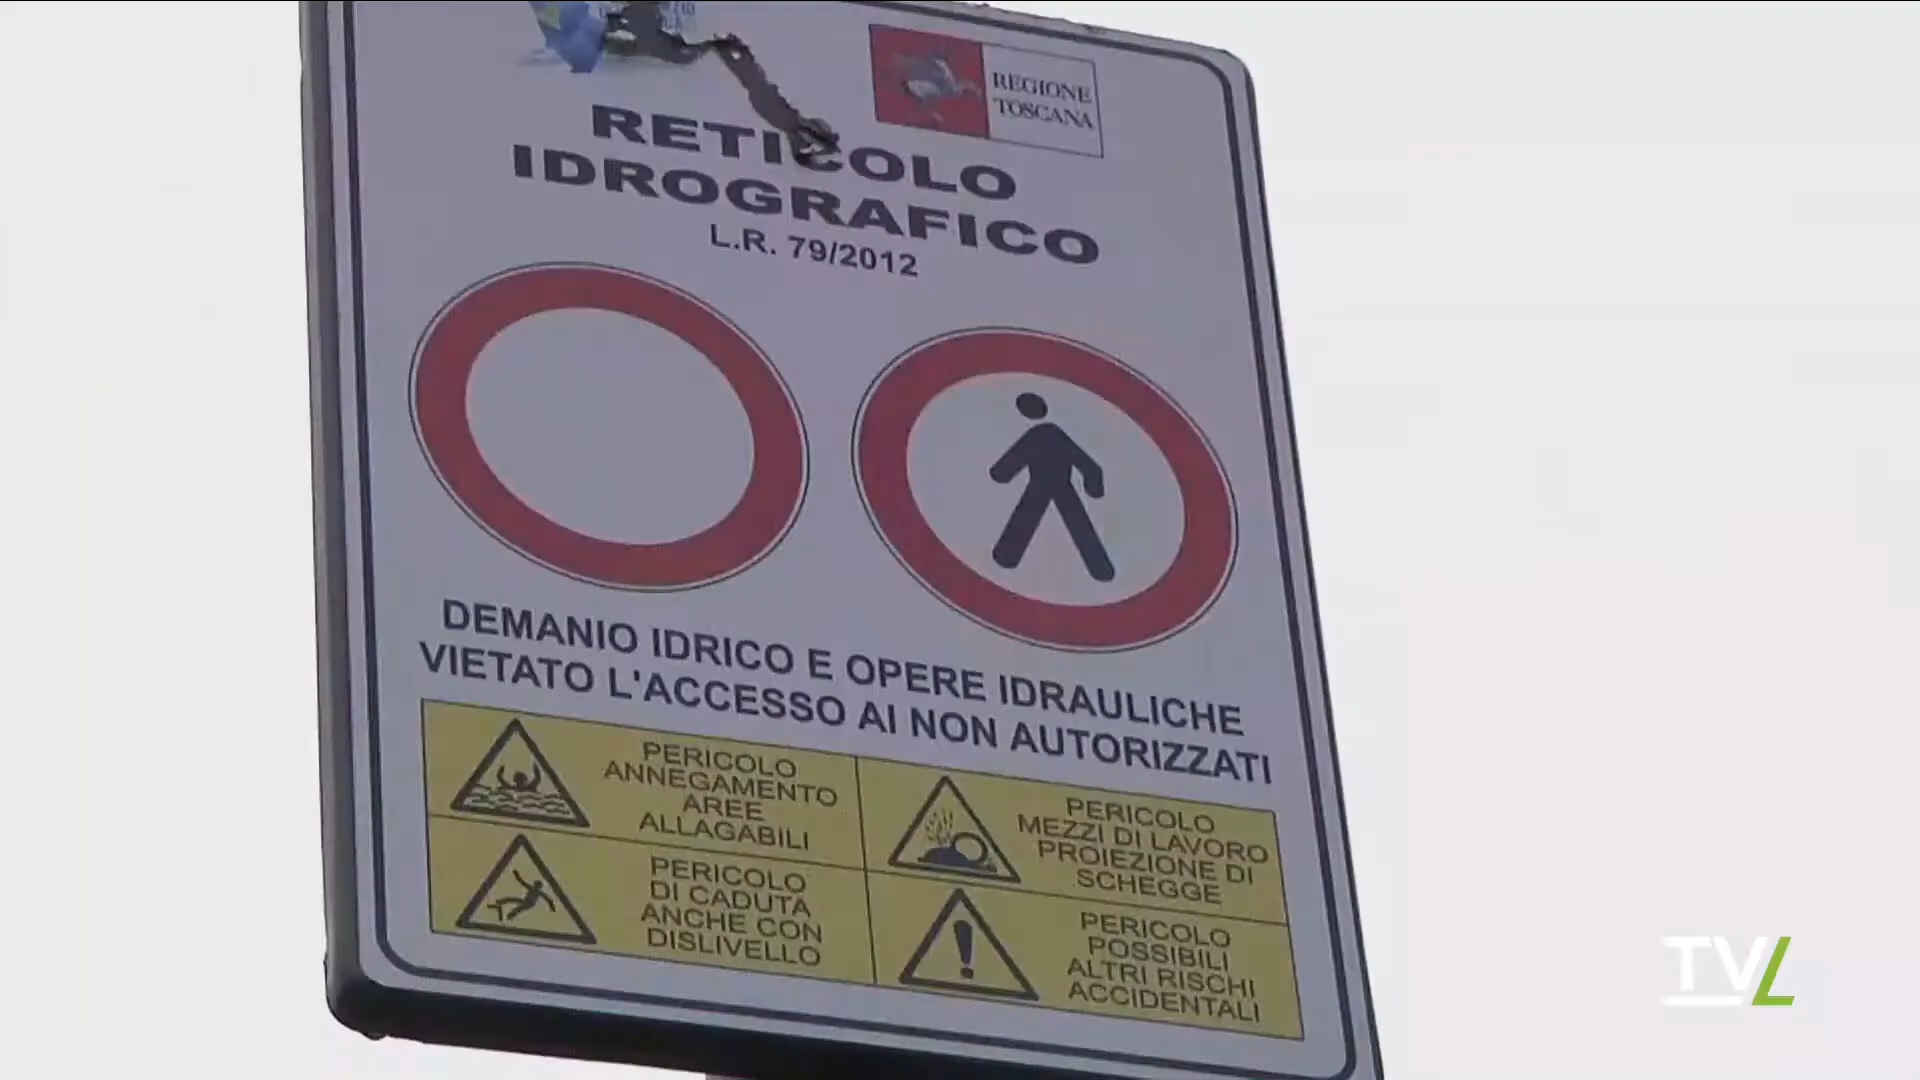 REGIONE
TOSCANA
RETICOLO
IDROGRAFICO
L.R. 79/2012
DEMANIO IDRICO E OPERE IDRAULICHE
VIETATO L'ACCESSO AI NON AUTORIZZATI
PERICOLO
ANNEGAMENTO
AREE
ALLAGABILI
PERICOLO
MEZZI DI LAVORO
PROIEZIONE DI
SCHEGGE
PERICOLO
DI CADUTA
ANCHE CON
DISLIVELLO
PERICOLO
POSSIBILI
ALTRI RISCHI
ACCIDENTALI
TVL